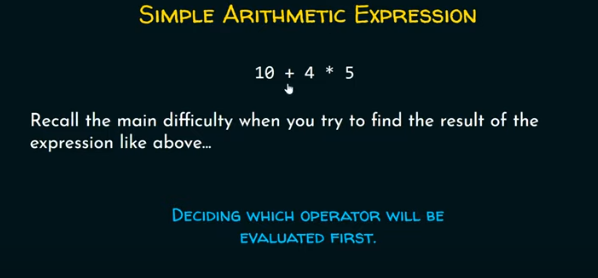 Simple Arithmetic Expression
10 + 4 * 5
Recall the main difficulty when you try to find the result of the
expression like above...
Deciding which operator will be
evaluated first.